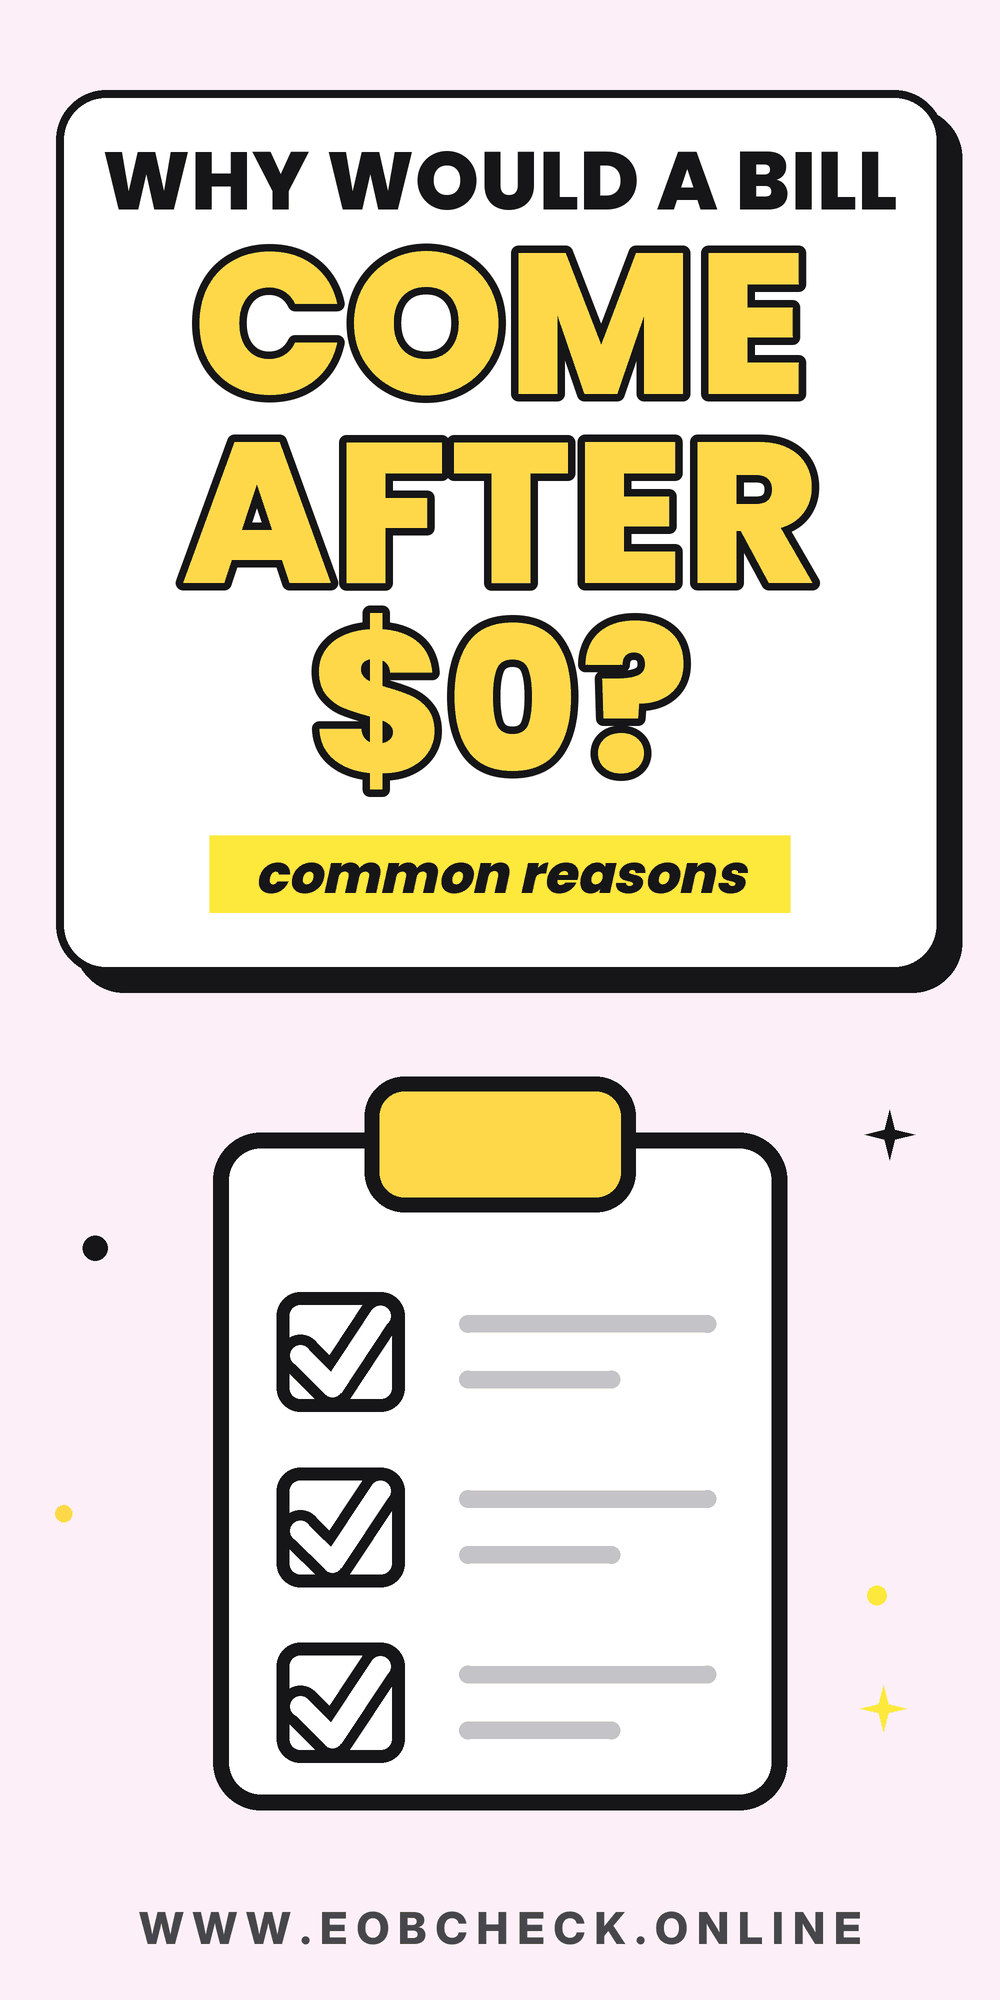 WHY WOULD A BILL
COME
AFTER
$0?
common reasons
WWW.EOBCHECK.ONLINE